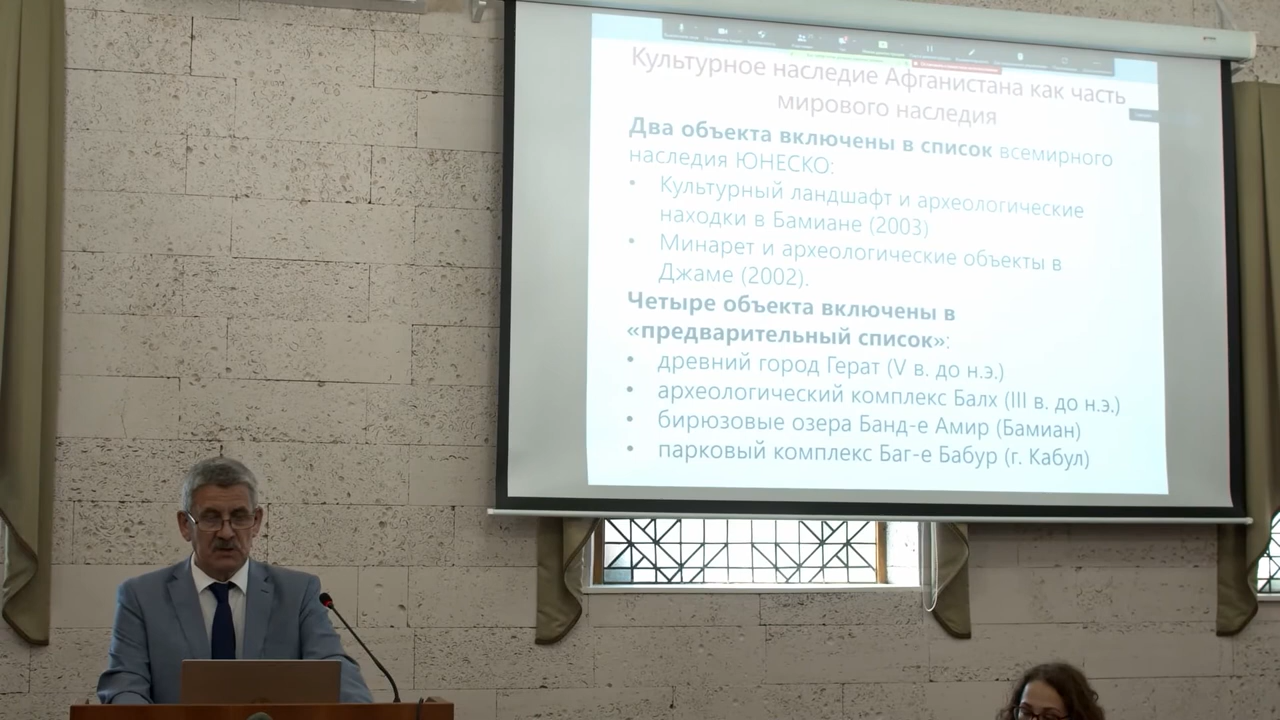 Культурное наследие Афганистана как часть
мирового наследия
Два объекта включены в список всемирного
наследия ЮНЕСКО:
• Культурный ландшафт и археологические
находки в Бамиане (2003)
• Минарет и археологические объекты в
Джаме (2002).
Четыре объекта включены в
«предварительный список»:
• древний город Герат (V в. до н.э.)
• археологический комплекс Балх (III в. до н.э.)
• бирюзовые озера Банд-е Амир (Бамиан)
• парковый комплекс Баг-е Бабур (г. Кабул)